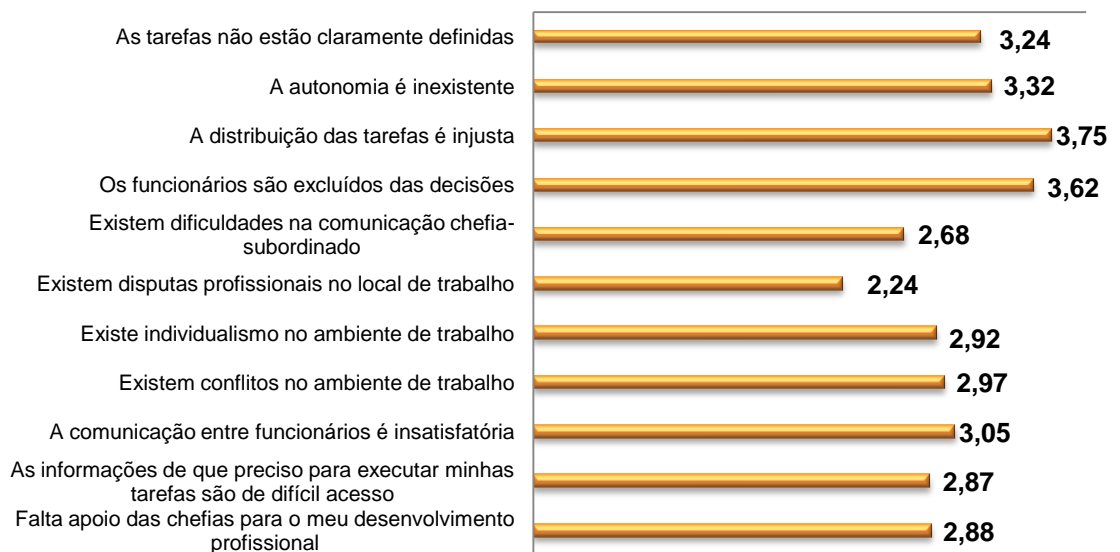 As tarefas não estão claramente definidas
3,24
A autonomia é inexistente
3,32
A distribuição das tarefas é injusta
3,75
Os funcionários são excluídos das decisões
3,62
Existem dificuldades na comunicação chefia-
subordinado
2,68
Existem disputas profissionais no local de trabalho
2,24
Existe individualismo no ambiente de trabalho
2,92
Existem conflitos no ambiente de trabalho
2,97
A comunicação entre funcionários é insatisfatória
3,05
As informações de que preciso para executar minhas
tarefas são de difícil acesso
2,87
Falta apoio das chefias para o meu desenvolvimento
profissional
2,88